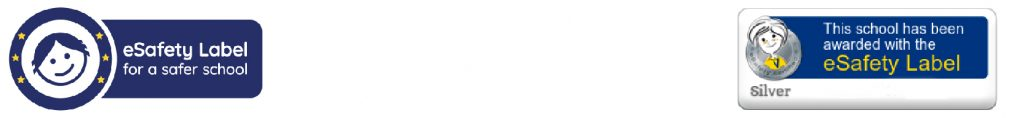 eSafety Label
for a safer school
This school has been
awarded with the
eSafety Label
Silver